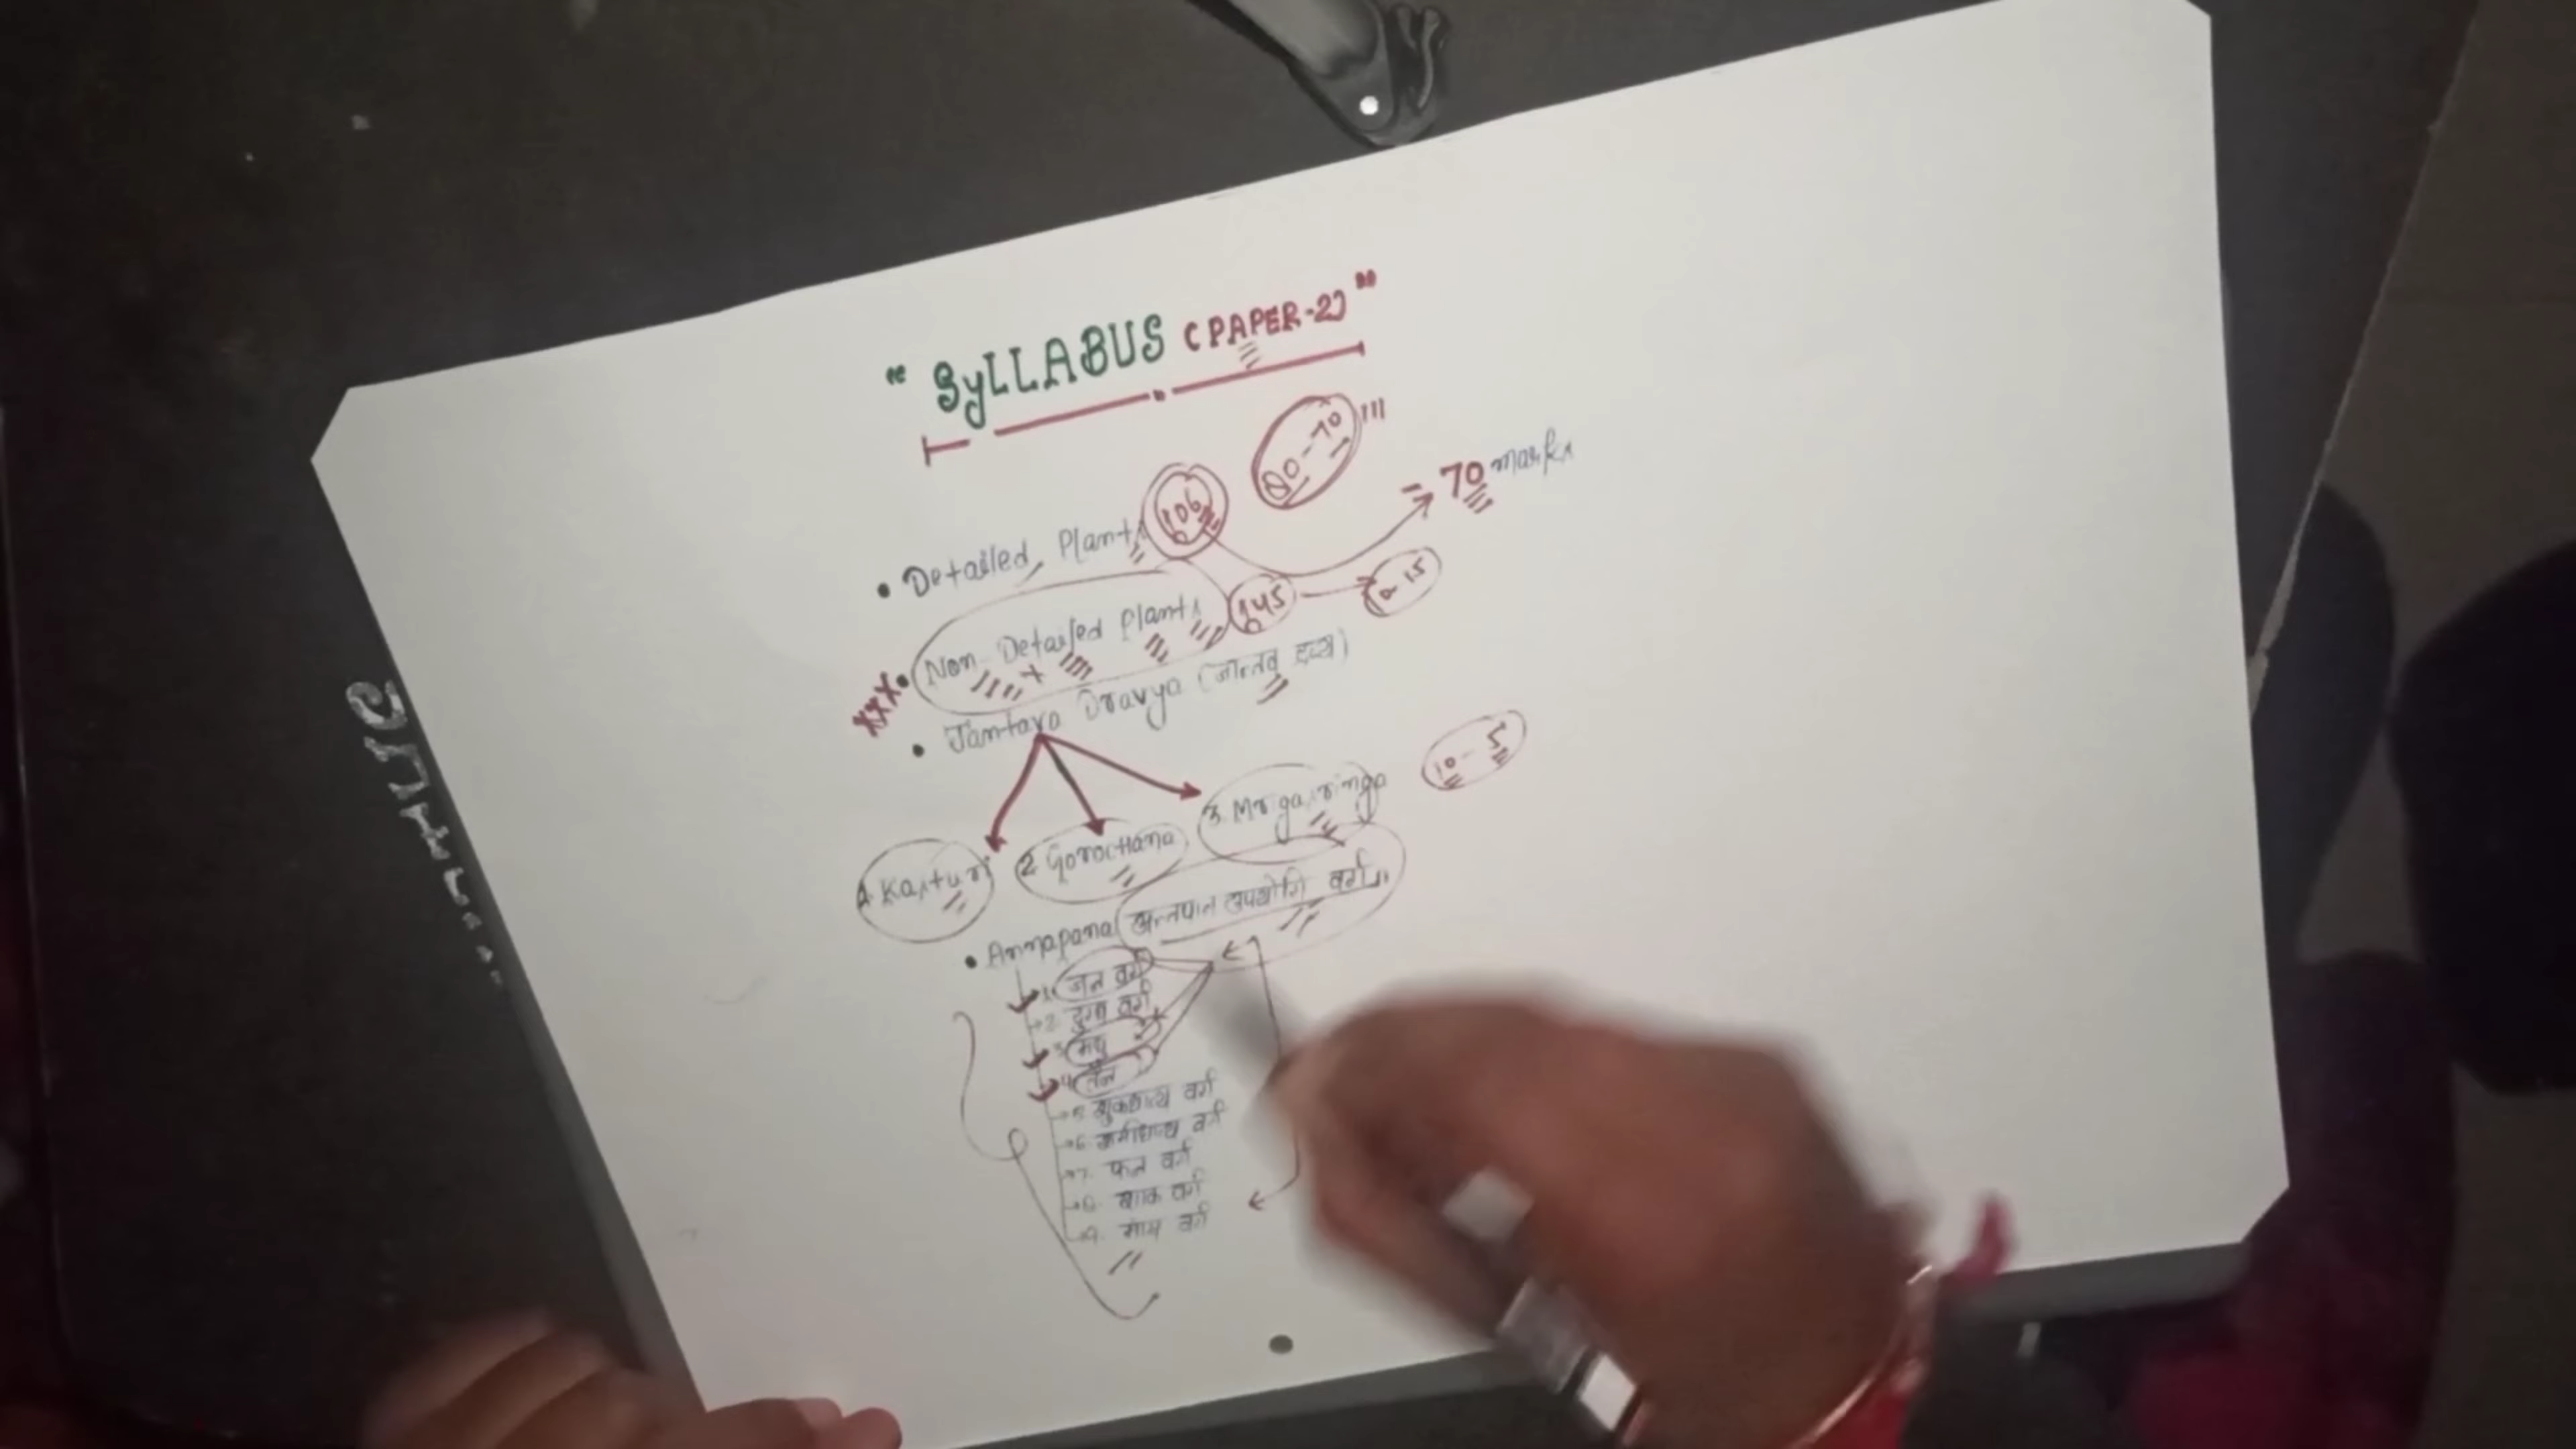 " SyLLABUS (PAPER-2) "
80-70
• Detailed Plants 106 - 70 marks
XXX• Non-Detailed Plants 145
• Jantava Dravya (जान्तव द्रव्य)
1. Kasturi 2. GoroCHana 3. Mrgasringa 10-5
• Annapana (अन्नपान उपयोगि वर्ग)
1. जल वर्ग
2. दुग्ध वर्ग
3. मधु
4. तैल
5. शुकधान्य वर्ग
6. शमीधान्य वर्ग
7. फल वर्ग
8. शाक वर्ग
9. मांस वर्ग